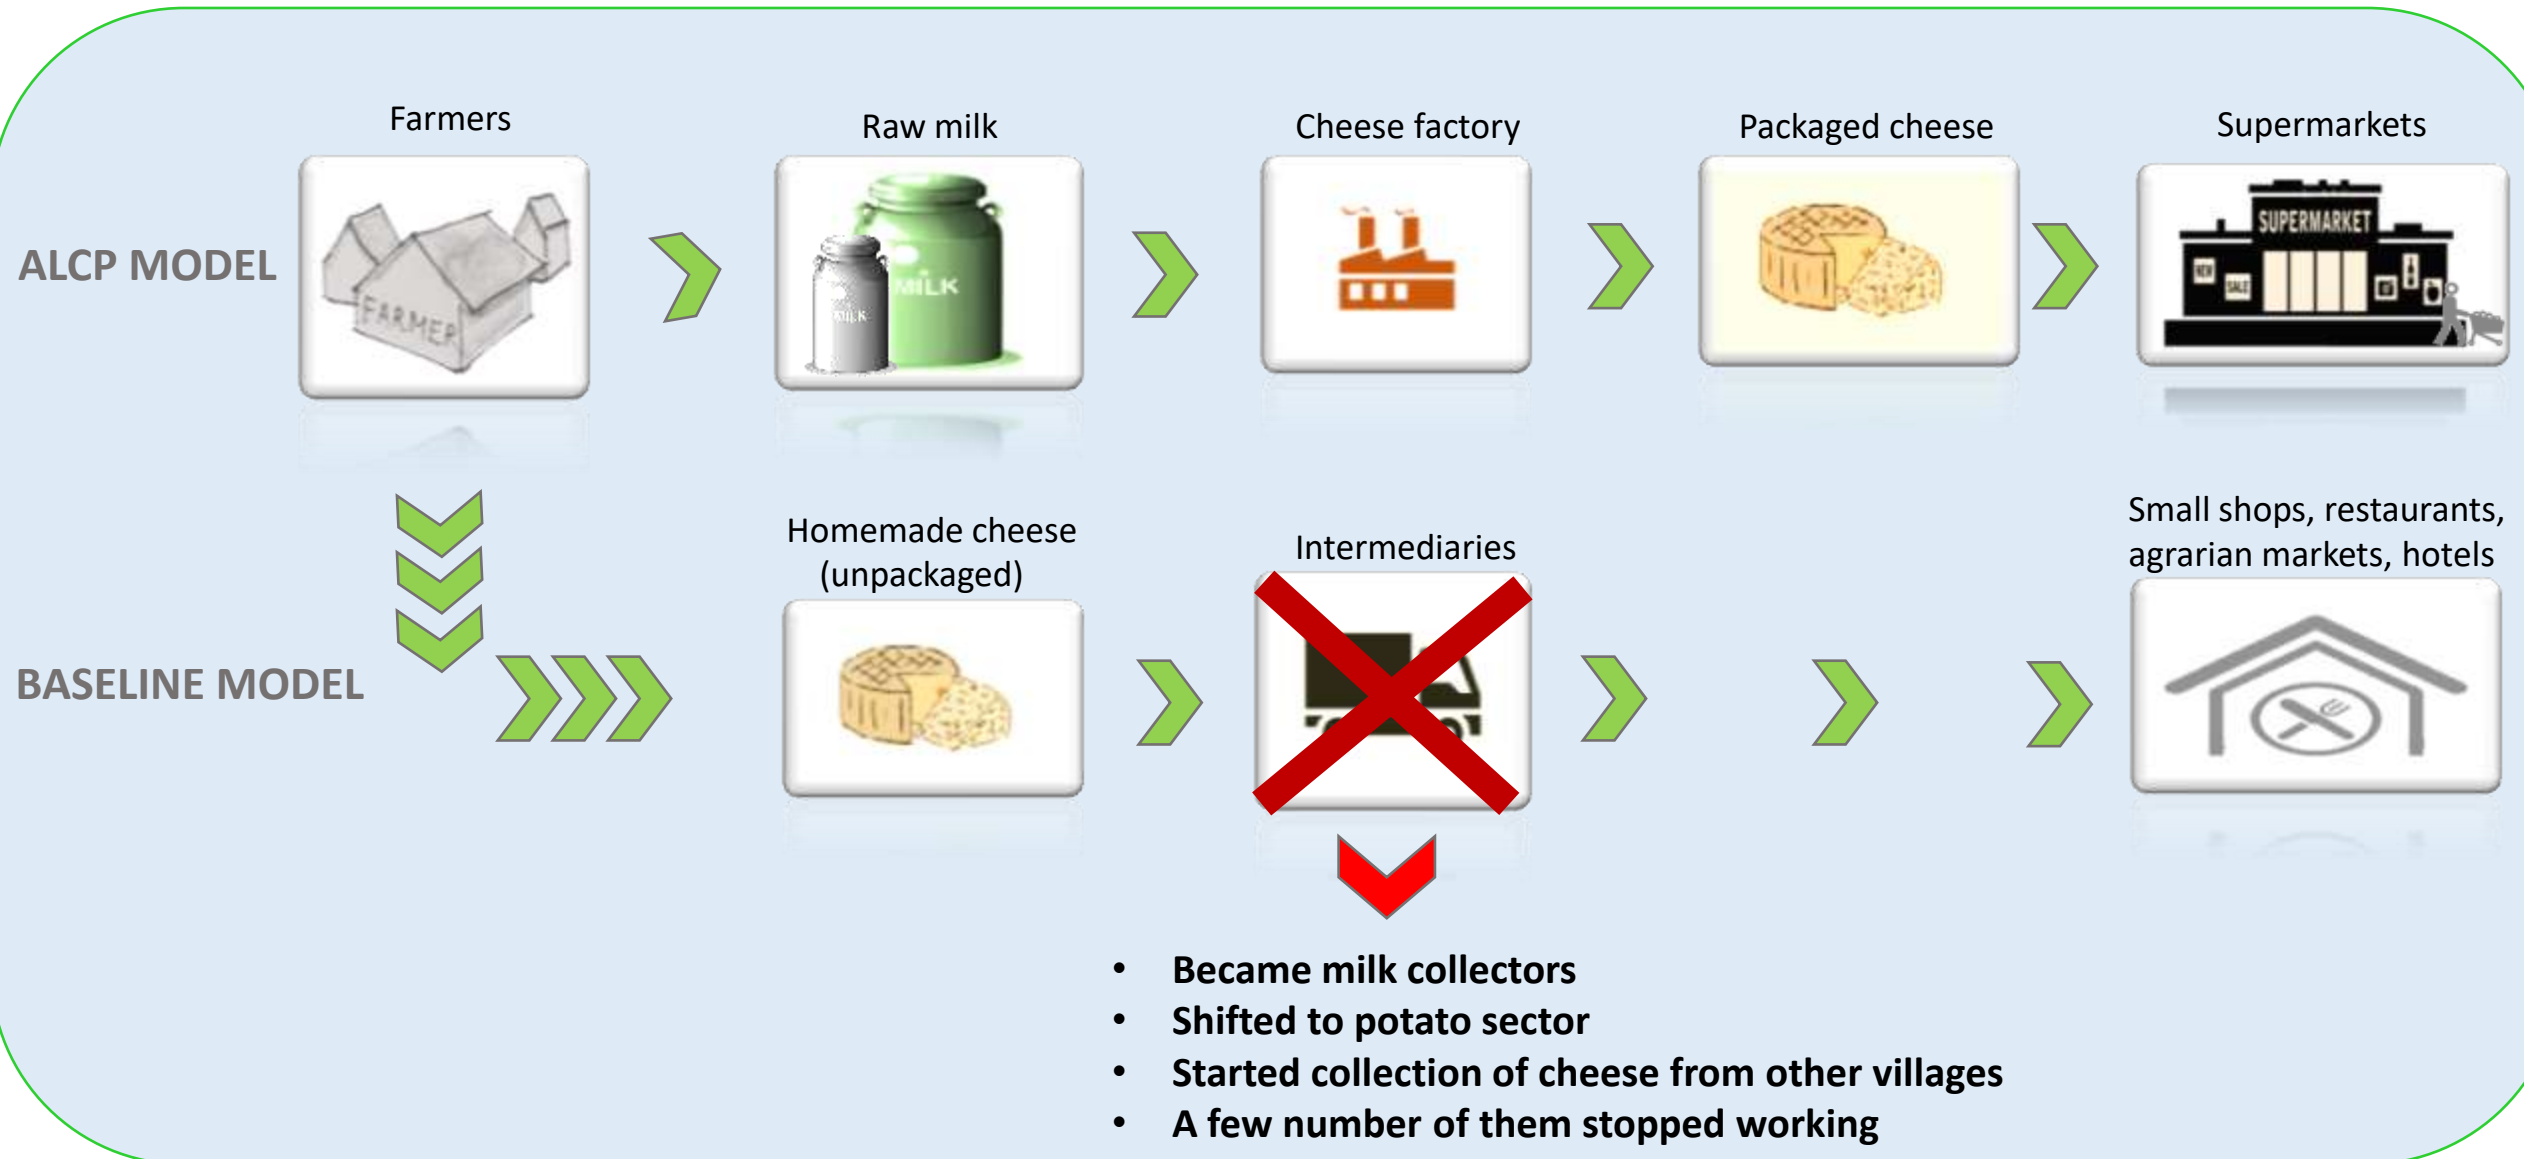 Farmers
Raw milk
Cheese factory
Packaged cheese
Supermarkets
ALCP MODEL
FARMER
MILK
MILK
SUPERMARKET
NEW
SALE
Homemade cheese
(unpackaged)
Intermediaries
Small shops, restaurants,
agrarian markets, hotels
BASELINE MODEL
• Became milk collectors
• Shifted to potato sector
• Started collection of cheese from other villages
• A few number of them stopped working